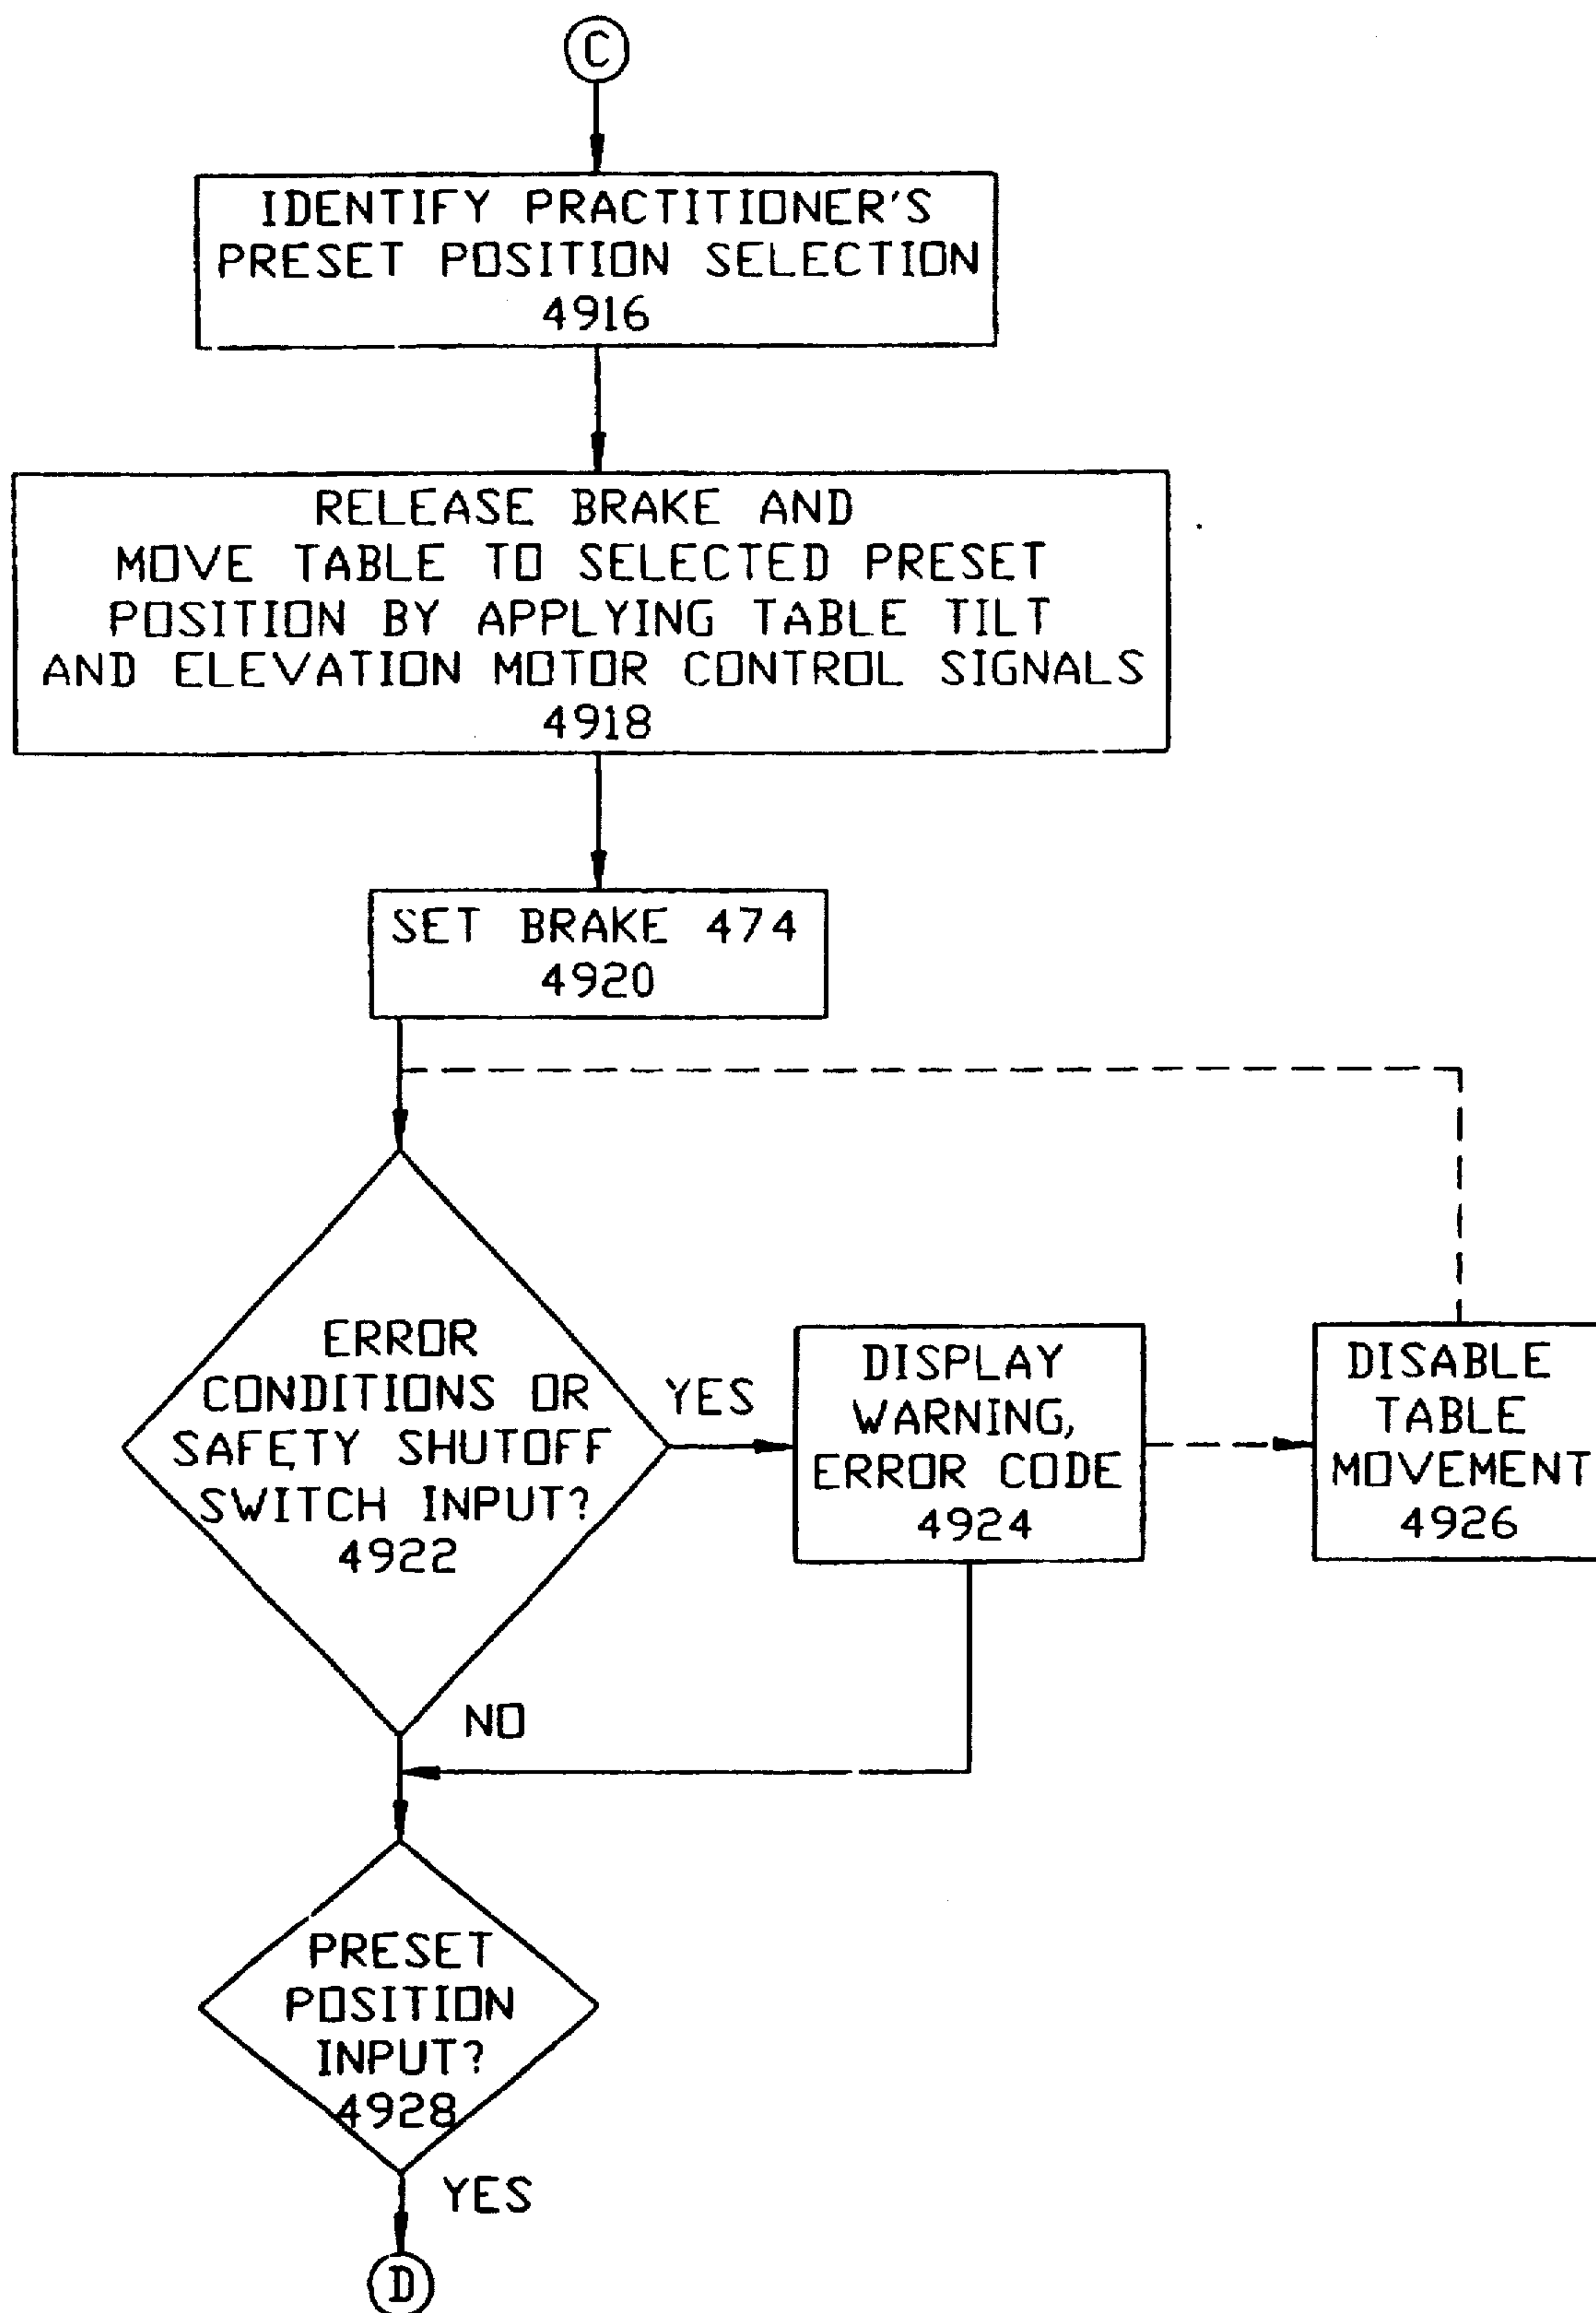 C
IDENTIFY PRACTITIONER'S
PRESET POSITION SELECTION
4916
RELEASE BRAKE AND
MOVE TABLE TO SELECTED PRESET
POSITION BY APPLYING TABLE TILT
AND ELEVATION MOTOR CONTROL SIGNALS
4918
SET BRAKE 474
4920
ERROR
CONDITIONS OR
SAFETY SHUTOFF
SWITCH INPUT?
4922
YES
DISPLAY
WARNING,
ERROR CODE
4924
DISABLE
TABLE
MOVEMENT
4926
NO
PRESET
POSITION
INPUT?
4928
YES
D